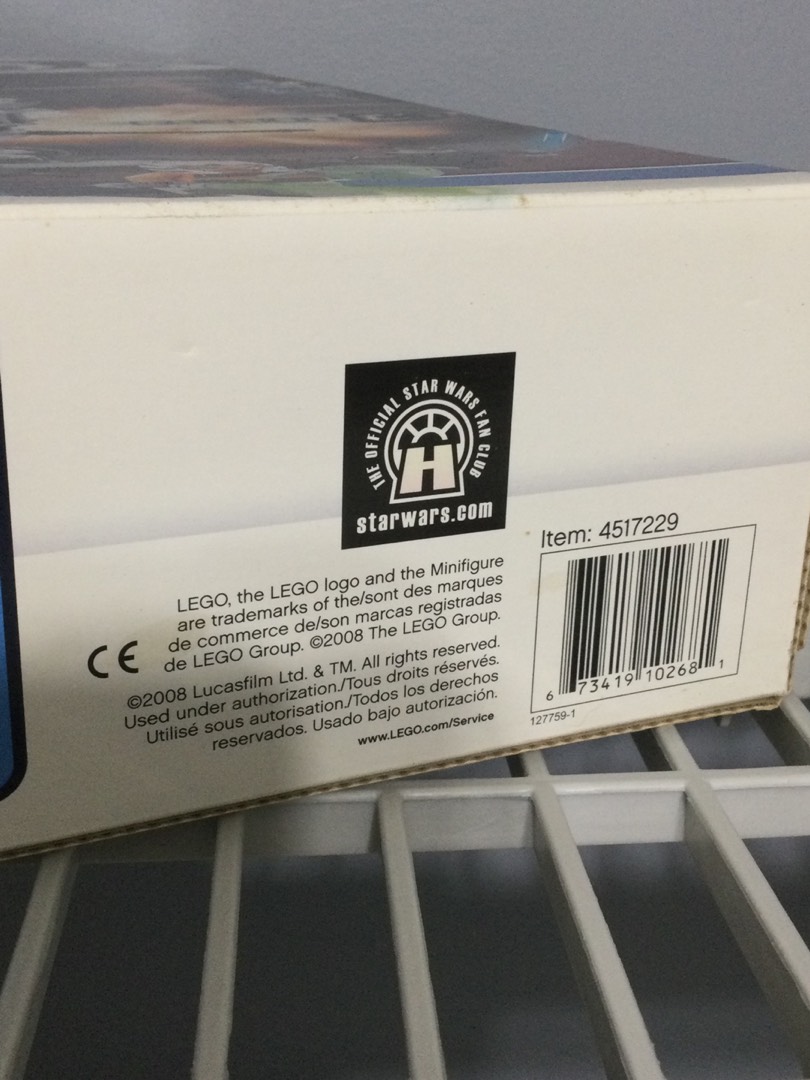 THE OFFICIAL STAR WARS FAN CLUB
H
starwars.com
Item: 4517229
LEGO, the LEGO logo and the Minifigure
are trademarks of the/sont des marques
de commerce de/son marcas registradas
de LEGO Group. ©2008 The LEGO Group.
CE
©2008 Lucasfilm Ltd. & TM. All rights reserved.
Used under authorization./Tous droits réservés.
Utilisé sous autorisation./Todos los derechos
reservados. Usado bajo autorización.
www.LEGO.com/Service
6 73419 10268 1
127759-1